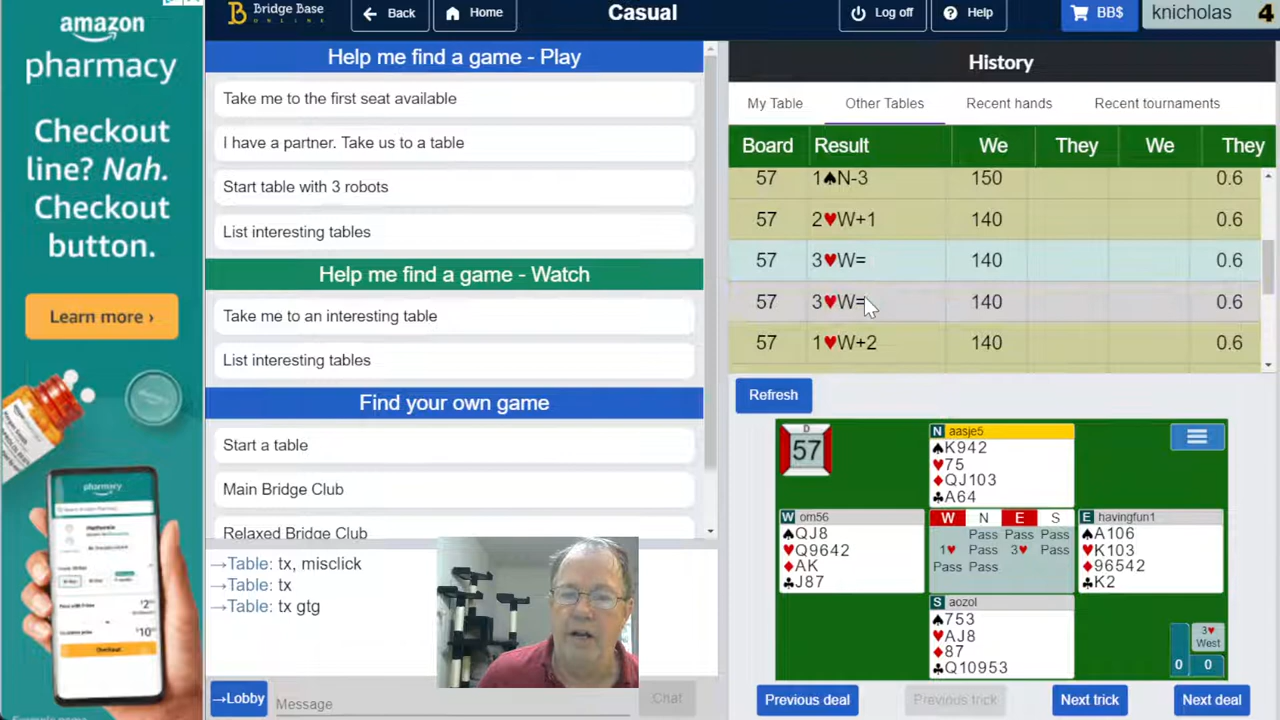 amazon
pharmacy
Checkout
line? Nah.
Checkout
button.
Learn more ›
Bridge Base
ONLINE
Back
Home
Casual
Log off
Help
BB$
knicholas 4
Help me find a game - Play
Take me to the first seat available
I have a partner. Take us to a table
Start table with 3 robots
List interesting tables
Help me find a game - Watch
Take me to an interesting table
List interesting tables
Find your own game
Start a table
Main Bridge Club
Relaxed Bridge Club
→Table: tx, misclick
→Table: tx
→Table: tx gtg
→Lobby
Message
Chat
History
My Table Other Tables Recent hands Recent tournaments
Board Result We They We They
57 1♠N-3 150 0.6
57 2♥W+1 140 0.6
57 3♥W= 140 0.6
57 3♥W= 140 0.6
57 1♥W+2 140 0.6
Refresh
D
57
N aasje5
♠K942
♥75
♦QJ103
♣A64
W om56
♠QJ8
♥Q9642
♦AK
♣J87
W N E S
Pass Pass Pass
1♥ Pass 3♥ Pass
Pass Pass
E havingfun1
♠A106
♥K103
♦96542
♣K2
S aozol
♠753
♥AJ8
♦87
♣Q10953
3♥
West
0 0
Previous deal
Previous trick
Next trick
Next deal